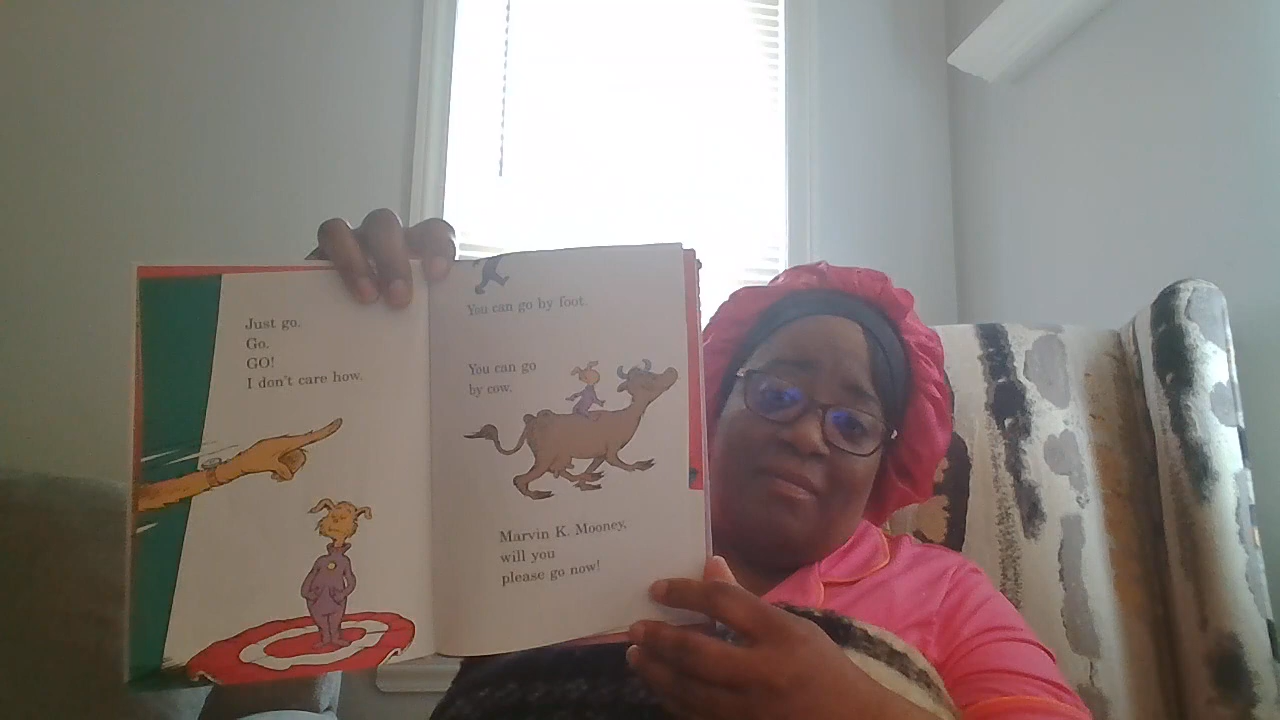 Just go.
Go.
GO!
I don't care how.
You can go by foot.
You can go
by cow.
Marvin K. Mooney,
will you
please go now!